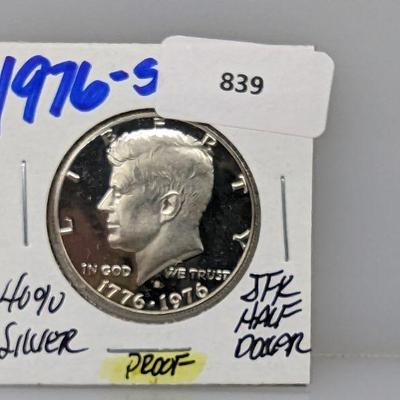 1976-S
839
LIBERTY
IN GOD WE TRUST
1776·1976
40%
SILVER
PROOF
JFK
HALF
DOLLAR